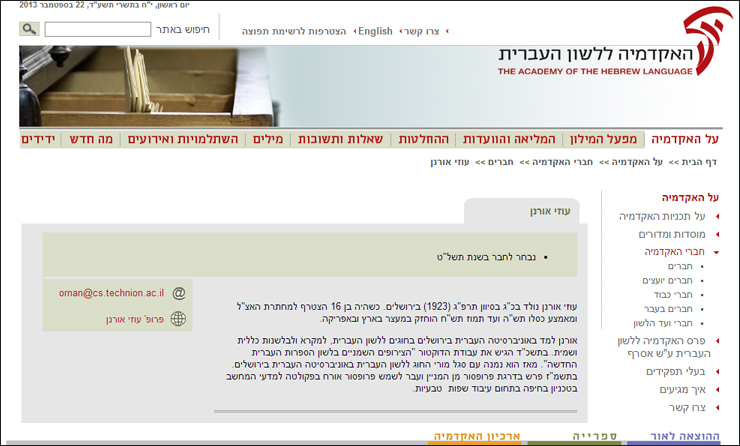 יום ראשון, י"ח בתשרי תשע"ד, 22 בספטמבר 2013
צרו קשר English הצטרפות לרשימת תפוצה
חיפוש באתר
האקדמיה ללשון העברית
THE ACADEMY OF THE HEBREW LANGUAGE
על האקדמיה מפעל המילון המליאה והוועדות ההחלטות שאלות ותשובות מילים השתלמויות ואירועים מה חדש ידידים
דף הבית >> על האקדמיה >> חברי האקדמיה >> חברים >> עוזי אורנן
על האקדמיה
על תכניות האקדמיה
מוסדות ומדורים
חברי האקדמיה
חברים
חברים יועצים
חברי כבוד
חברים בעבר
חברי ועד הלשון
פרס האקדמיה ללשון
העברית ע"ש אסרף
בעלי תפקידים
איך מגיעים
צרו קשר
עוזי אורנן
נבחר לחבר בשנת תשל"ט
ornan@cs.technion.ac.il
פרופ' עוזי אורנן
עוזי אורנן נולד בכ"ג בסיוון תרפ"ג (1923) בירושלים. כשהיה בן 16 הצטרף למחתרת האצ"ל
ומאמצע כסלו תש"ה ועד תמוז תש"ח הוחזק במעצר בארץ ובאפריקה.
אורנן למד באוניברסיטה העברית בירושלים בחוגים ללשון העברית, למקרא ולבלשנות כללית
ושמית. בתשכ"ד הגיש את עבודת הדוקטור "הצירופים השמניים בלשון הספרות העברית
החדשה". מאז הוא נמנה עם סגל מורי החוג ללשון העברית באוניברסיטה העברית בירושלים.
בתשמ"ז פרש בדרגת פרופסור מן המניין ועבר לשמש פרופסור אורח בפקולטה למדעי המחשב
בטכניון בחיפה בתחום עיבוד שפות טבעיות.
ההוצאה לאור ספרייה ארכיון האקדמיה